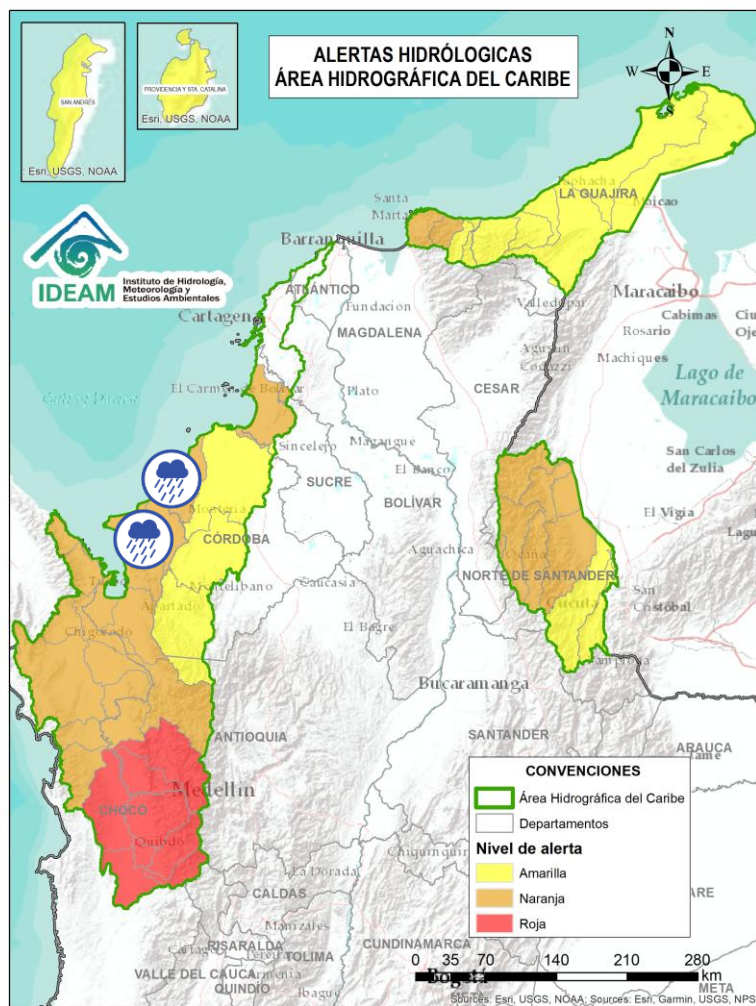 ALERTAS HIDRÓLOGICAS
ÁREA HIDROGRÁFICA DEL CARIBE
N
W
E
S
SAN ANDRÉS
Esri, USGS, NOAA
PROVIDENCIA Y STA. CATALINA
Esri, USGS, NOAA
IDEAM
Instituto de Hidrología,
Meteorología y
Estudios Ambientales
Riohacha
LA GUAJIRA
Maicao
Santa
Marta
Barranquilla
ATLÁNTICO
Maracaibo
Fundación
Valledupar
Cabimas
Cartagena
MAGDALENA
Rosario
Agustín
Codazzi
Machiques
El Carmen de Bolívar
Plato
CESAR
Lago de
Maracaibo
Sincelejo
Magangue
San Carlos
del Zulia
SUCRE
El Banco
BOLÍVAR
Montería
El Vigía
CÓRDOBA
Aguachica
Ocaña
NORTE DE SANTANDER
Montelíbano
Caucasia
San
Cristóbal
Apartado
Cúcuta
Chigorodó
El Bagre
Pamplona
Bucaramanga
ANTIOQUIA
SANTANDER
ARAUCA
Medellín
CHOCÓ
Quibdó
La Dorada
CALDAS
Manizales
RISARALDA
Pereira
TOLIMA
CUNDINAMARCA
VALLE DEL CAUCA
Armenia
QUINDÍO
Ibagué
Bogotá
META
CONVENCIONES
Área Hidrográfica del Caribe
Departamentos
Nivel de alerta
Amarilla
Naranja
Roja
0 35 70 140 210 280
km
Sources: Esri, USGS, NOAA; Sources: Esri, Garmin, USGS, N